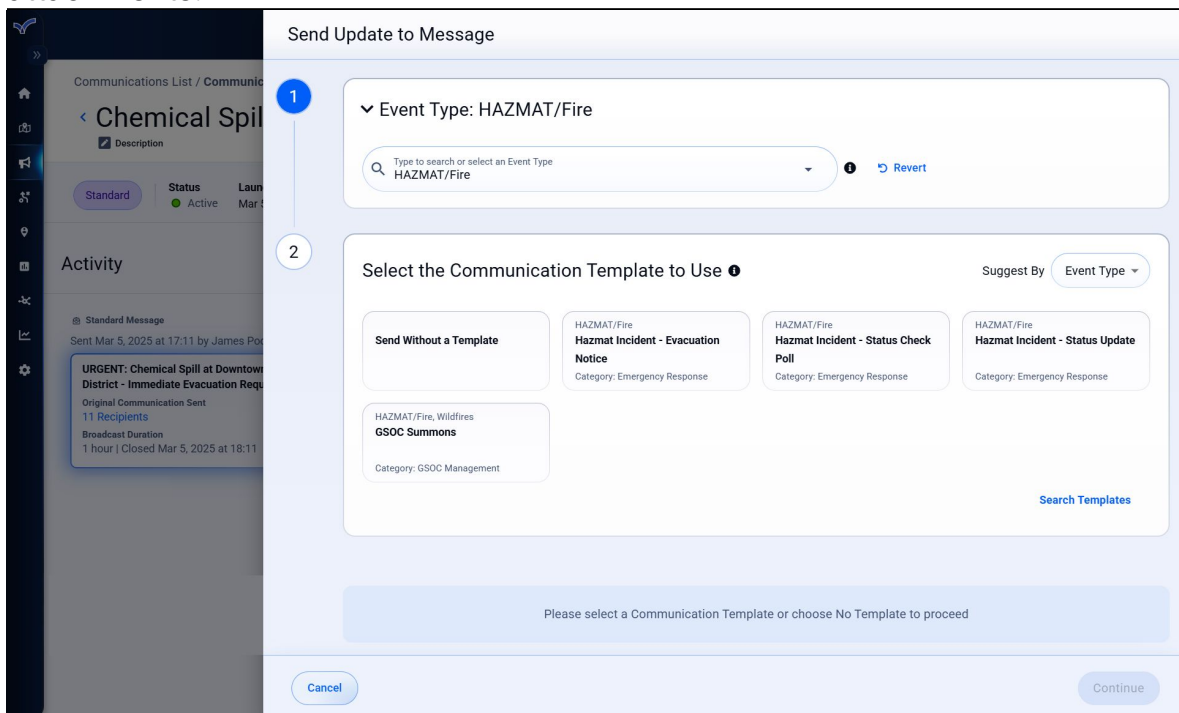 Send Update to Message
Communications List / Communic
Chemical Spil
Description
Standard
Status
Active
Laun
Mar 5
Activity
Standard Message
Sent Mar 5, 2025 at 17:11 by James Poo
URGENT: Chemical Spill at Downtown
District - Immediate Evacuation Requ
Original Communication Sent
11 Recipients
Broadcast Duration
1 hour | Closed Mar 5, 2025 at 18:11
1
Event Type: HAZMAT/Fire
Type to search or select an Event Type
HAZMAT/Fire
Revert
2
Select the Communication Template to Use
Suggest By
Event Type
Send Without a Template
HAZMAT/Fire
Hazmat Incident - Evacuation
Notice
Category: Emergency Response
HAZMAT/Fire
Hazmat Incident - Status Check
Poll
Category: Emergency Response
HAZMAT/Fire
Hazmat Incident - Status Update
Category: Emergency Response
HAZMAT/Fire, Wildfires
GSOC Summons
Category: GSOC Management
Search Templates
Please select a Communication Template or choose No Template to proceed
Cancel
Continue